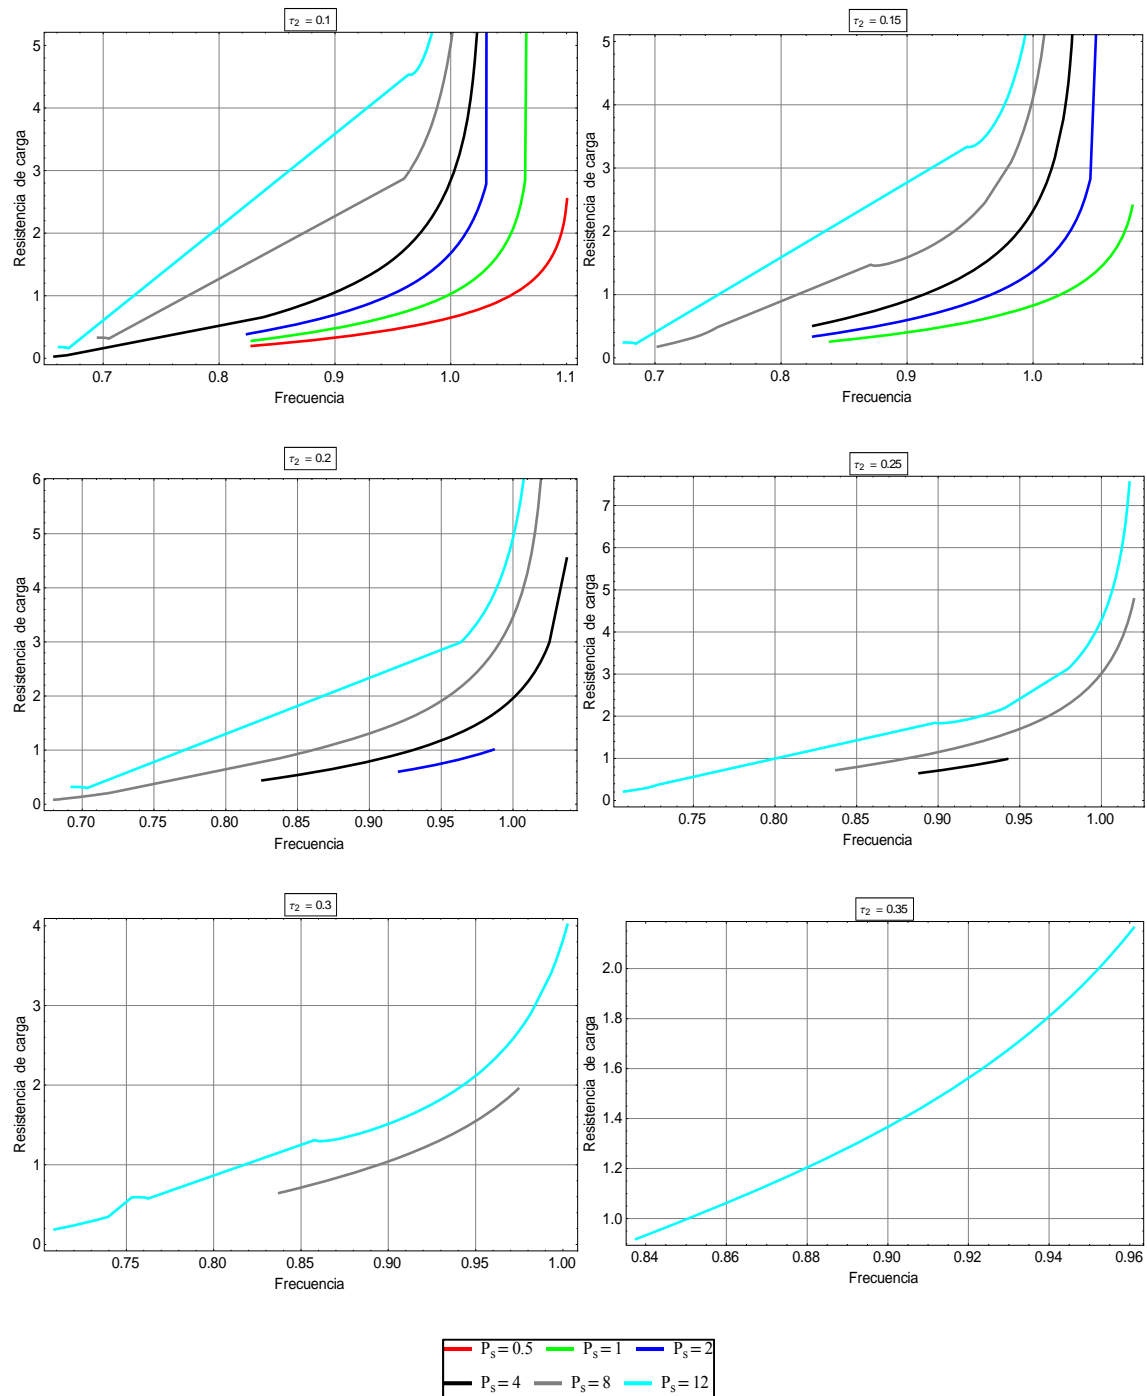 τ2 = 0.1
5
4
3
2
1
0
Resistencia de carga
0.7 0.8 0.9 1.0 1.1
Frecuencia
τ2 = 0.15
5
4
3
2
1
0
Resistencia de carga
0.7 0.8 0.9 1.0
Frecuencia
τ2 = 0.2
6
5
4
3
2
1
0
Resistencia de carga
0.70 0.75 0.80 0.85 0.90 0.95 1.00
Frecuencia
τ2 = 0.25
7
6
5
4
3
2
1
0
Resistencia de carga
0.75 0.80 0.85 0.90 0.95 1.00
Frecuencia
τ2 = 0.3
4
3
2
1
0
Resistencia de carga
0.75 0.80 0.85 0.90 0.95 1.00
Frecuencia
τ2 = 0.35
2.0
1.8
1.6
1.4
1.2
1.0
Resistencia de carga
0.84 0.86 0.88 0.90 0.92 0.94 0.96
Frecuencia
Ps = 0.5 Ps = 1 Ps = 2
Ps = 4 Ps = 8 Ps = 12